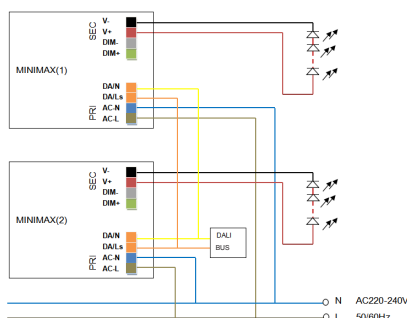 SEC
V-
V+
DIM-
DIM+
MINIMAX(1)
PRI
DA/N
DA/Ls
AC-N
AC-L
SEC
V-
V+
DIM-
DIM+
MINIMAX(2)
PRI
DA/N
DA/Ls
AC-N
AC-L
DALI
BUS
N AC220-240V
L 50/60Hz